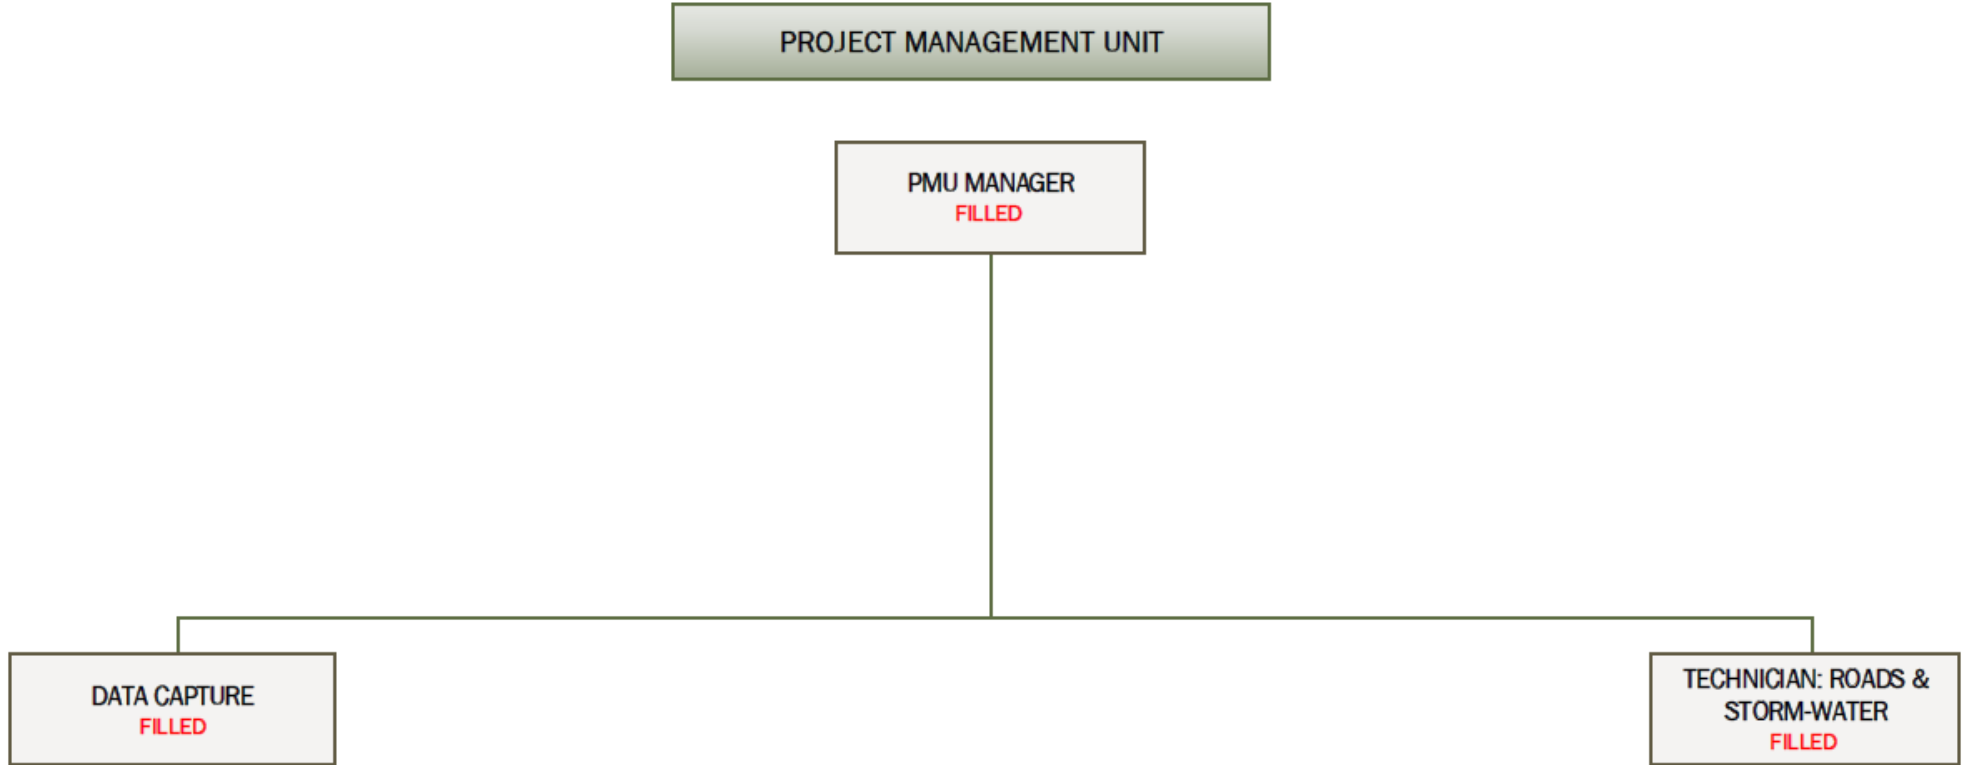 PROJECT MANAGEMENT UNIT
PMU MANAGER
FILLED
DATA CAPTURE
FILLED
TECHNICIAN: ROADS &
STORM-WATER
FILLED